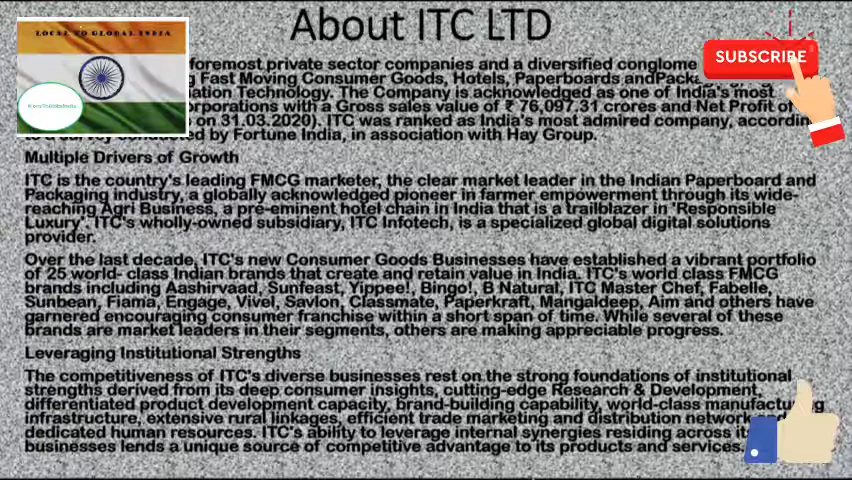 About ITC LTD
LOCAL TO GLOBAL INDIA
SUBSCRIBE
foremost private sector companies and a diversified conglome
Fast Moving Consumer Goods, Hotels, Paperboards andPacka
ation Technology. The Company is acknowledged as one of India's most
orporations with a Gross sales value of ₹ 76,097.31 crores and Net Profit of
on 31.03.2020). ITC was ranked as India's most admired company, accordin
by Fortune India, in association with Hay Group.
Multiple Drivers of Growth
ITC is the country's leading FMCG marketer, the clear market leader in the Indian Paperboard and
Packaging industry, a globally acknowledged pioneer in farmer empowerment through its wide-
reaching Agri Business, a pre-eminent hotel chain in India that is a trailblazer in 'Responsible
Luxury'. ITC's wholly-owned subsidiary, ITC Infotech, is a specialized global digital solutions
provider.
Over the last decade, ITC's new Consumer Goods Businesses have established a vibrant portfolio
of 25 world- class Indian brands that create and retain value in India. ITC's world class FMCG
brands including Aashirvaad, Sunfeast, Yippee!, Bingo!, B Natural, ITC Master Chef, Fabelle,
Sunbean, Fiama, Engage, Vivel, Savlon, Classmate, Paperkraft, Mangaldeep, Aim and others have
garnered encouraging consumer franchise within a short span of time. While several of these
brands are market leaders in their segments, others are making appreciable progress.
Leveraging Institutional Strengths
The competitiveness of ITC's diverse businesses rest on the strong foundations of institutional
strengths derived from its deep consumer insights, cutting-edge Research & Development,
differentiated product development capacity, brand-building capability, world-class manufacturing
infrastructure, extensive rural linkages, efficient trade marketing and distribution network and
dedicated human resources. ITC's ability to leverage internal synergies residing across its
businesses lends a unique source of competitive advantage to its products and services.